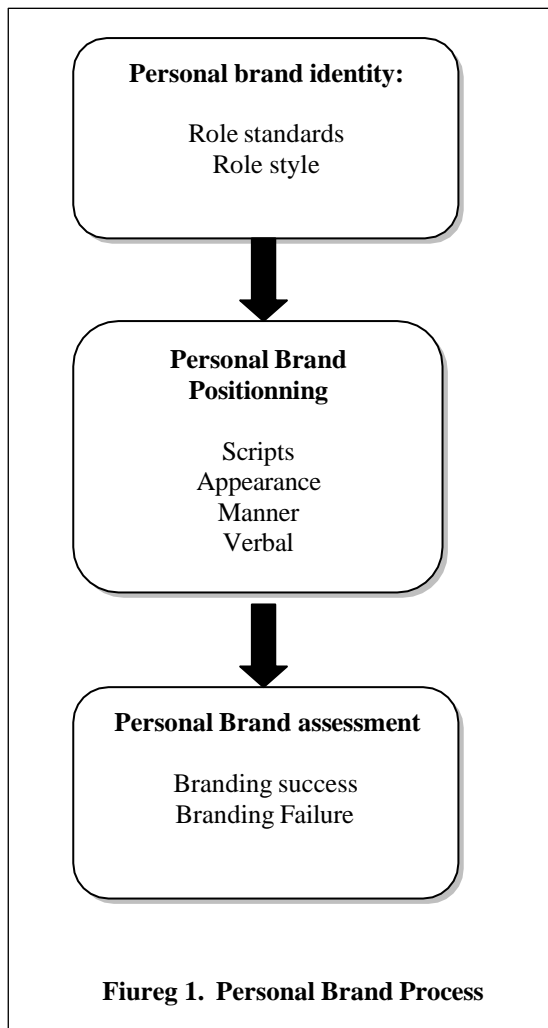 Personal brand identity:
Role standards
Role style
Personal Brand
Positionning
Scripts
Appearance
Manner
Verbal
Personal Brand assessment
Branding success
Branding Failure
Fiureg 1. Personal Brand Process